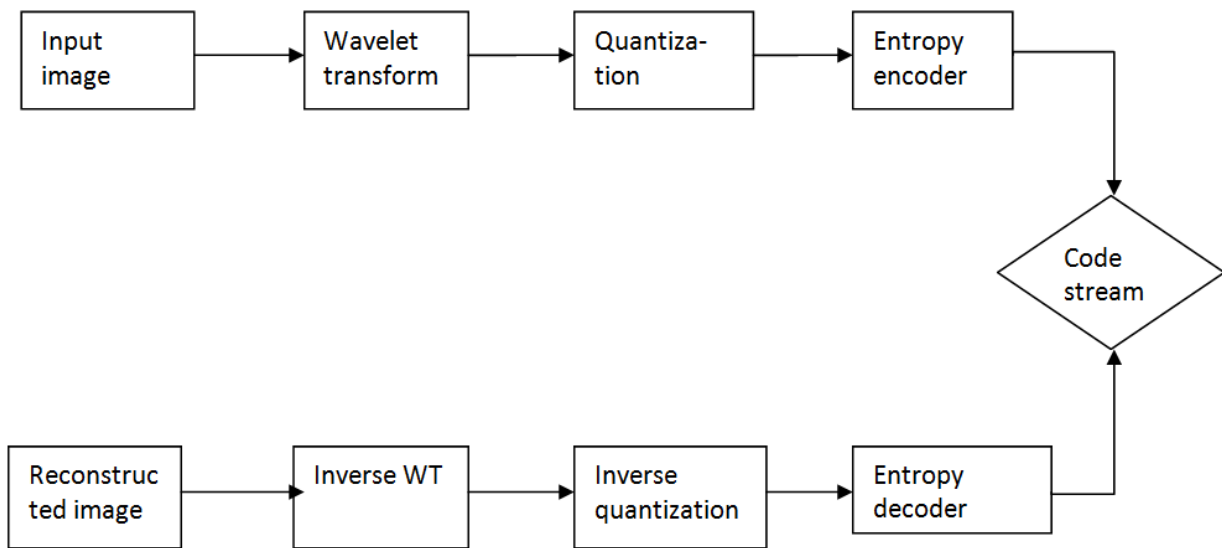 Input
image
Wavelet
transform
Quantiza-
tion
Entropy
encoder
Code
stream
Reconstruc
ted image
Inverse WT
Inverse
quantization
Entropy
decoder